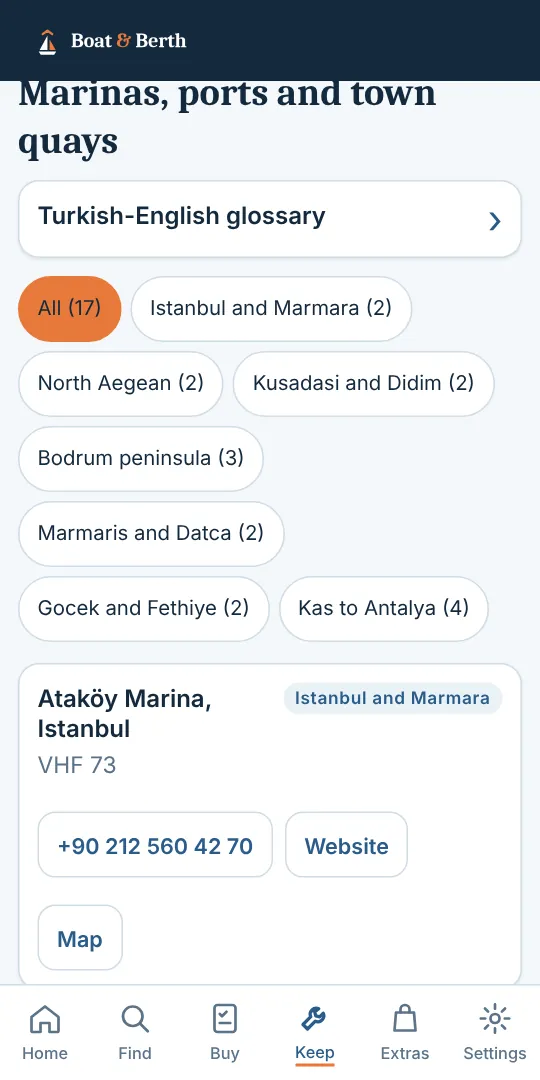 Boat & Berth
Marinas, ports and town
quays
Turkish-English glossary
All (17)
Istanbul and Marmara (2)
North Aegean (2)
Kusadasi and Didim (2)
Bodrum peninsula (3)
Marmaris and Datca (2)
Gocek and Fethiye (2)
Kas to Antalya (4)
Ataköy Marina,
Istanbul
Istanbul and Marmara
VHF 73
+90 212 560 42 70
Website
Map
Home
Find
Buy
Keep
Extras
Settings